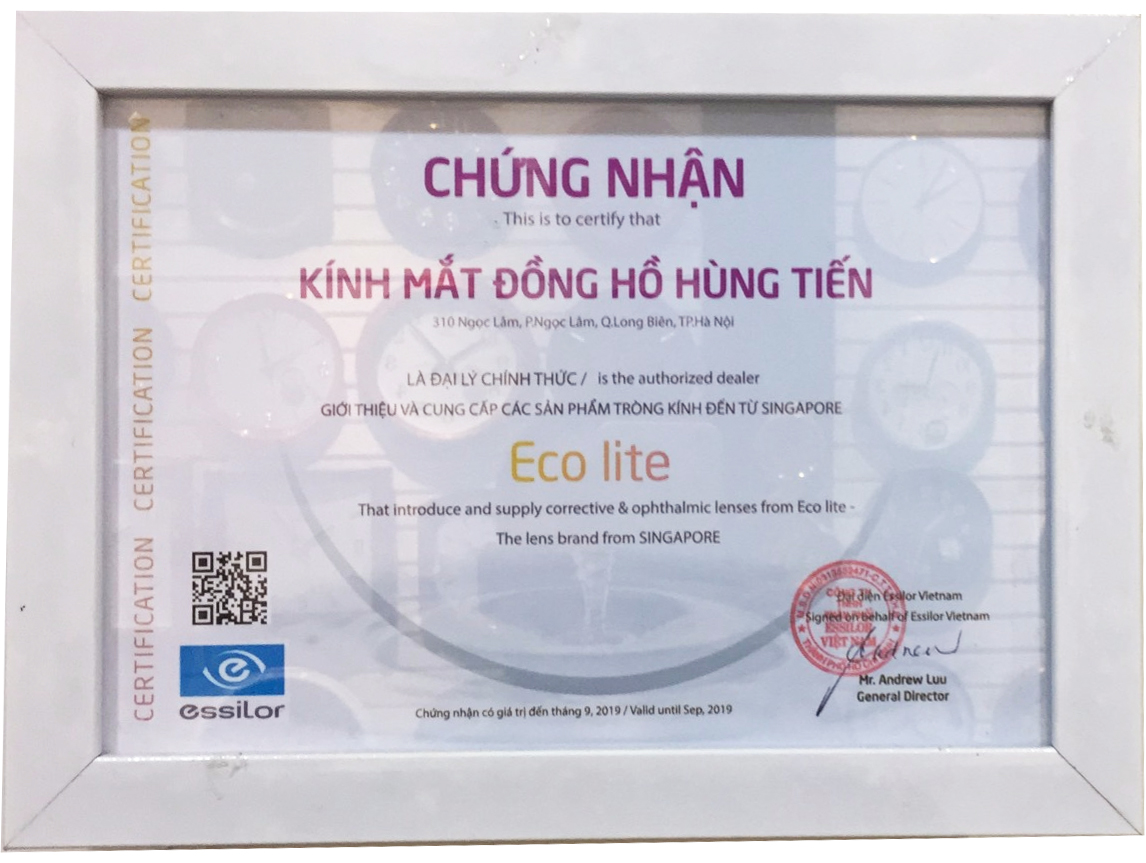 CERTIFICATION CERTIFICATION CERTIFICATION
CHỨNG NHẬN
This is to certify that
KÍNH MẮT ĐỒNG HỒ HÙNG TIẾN
310 Ngọc Lâm, P.Ngọc Lâm, Q.Long Biên, TP.Hà Nội
LÀ ĐẠI LÝ CHÍNH THỨC / is the authorized dealer
GIỚI THIỆU VÀ CUNG CẤP CÁC SẢN PHẨM TRÒNG KÍNH ĐẾN TỪ SINGAPORE
Eco lite
That introduce and supply corrective & ophthalmic lenses from Eco lite -
The lens brand from SINGAPORE
Đại diện Essilor Vietnam
Signed on behalf of Essilor Vietnam
ESSILOR
VIỆT NAM
Andrew
Mr. Andrew Luu
General Director
essilor
Chứng nhận có giá trị đến tháng 9, 2019 / Valid until Sep, 2019